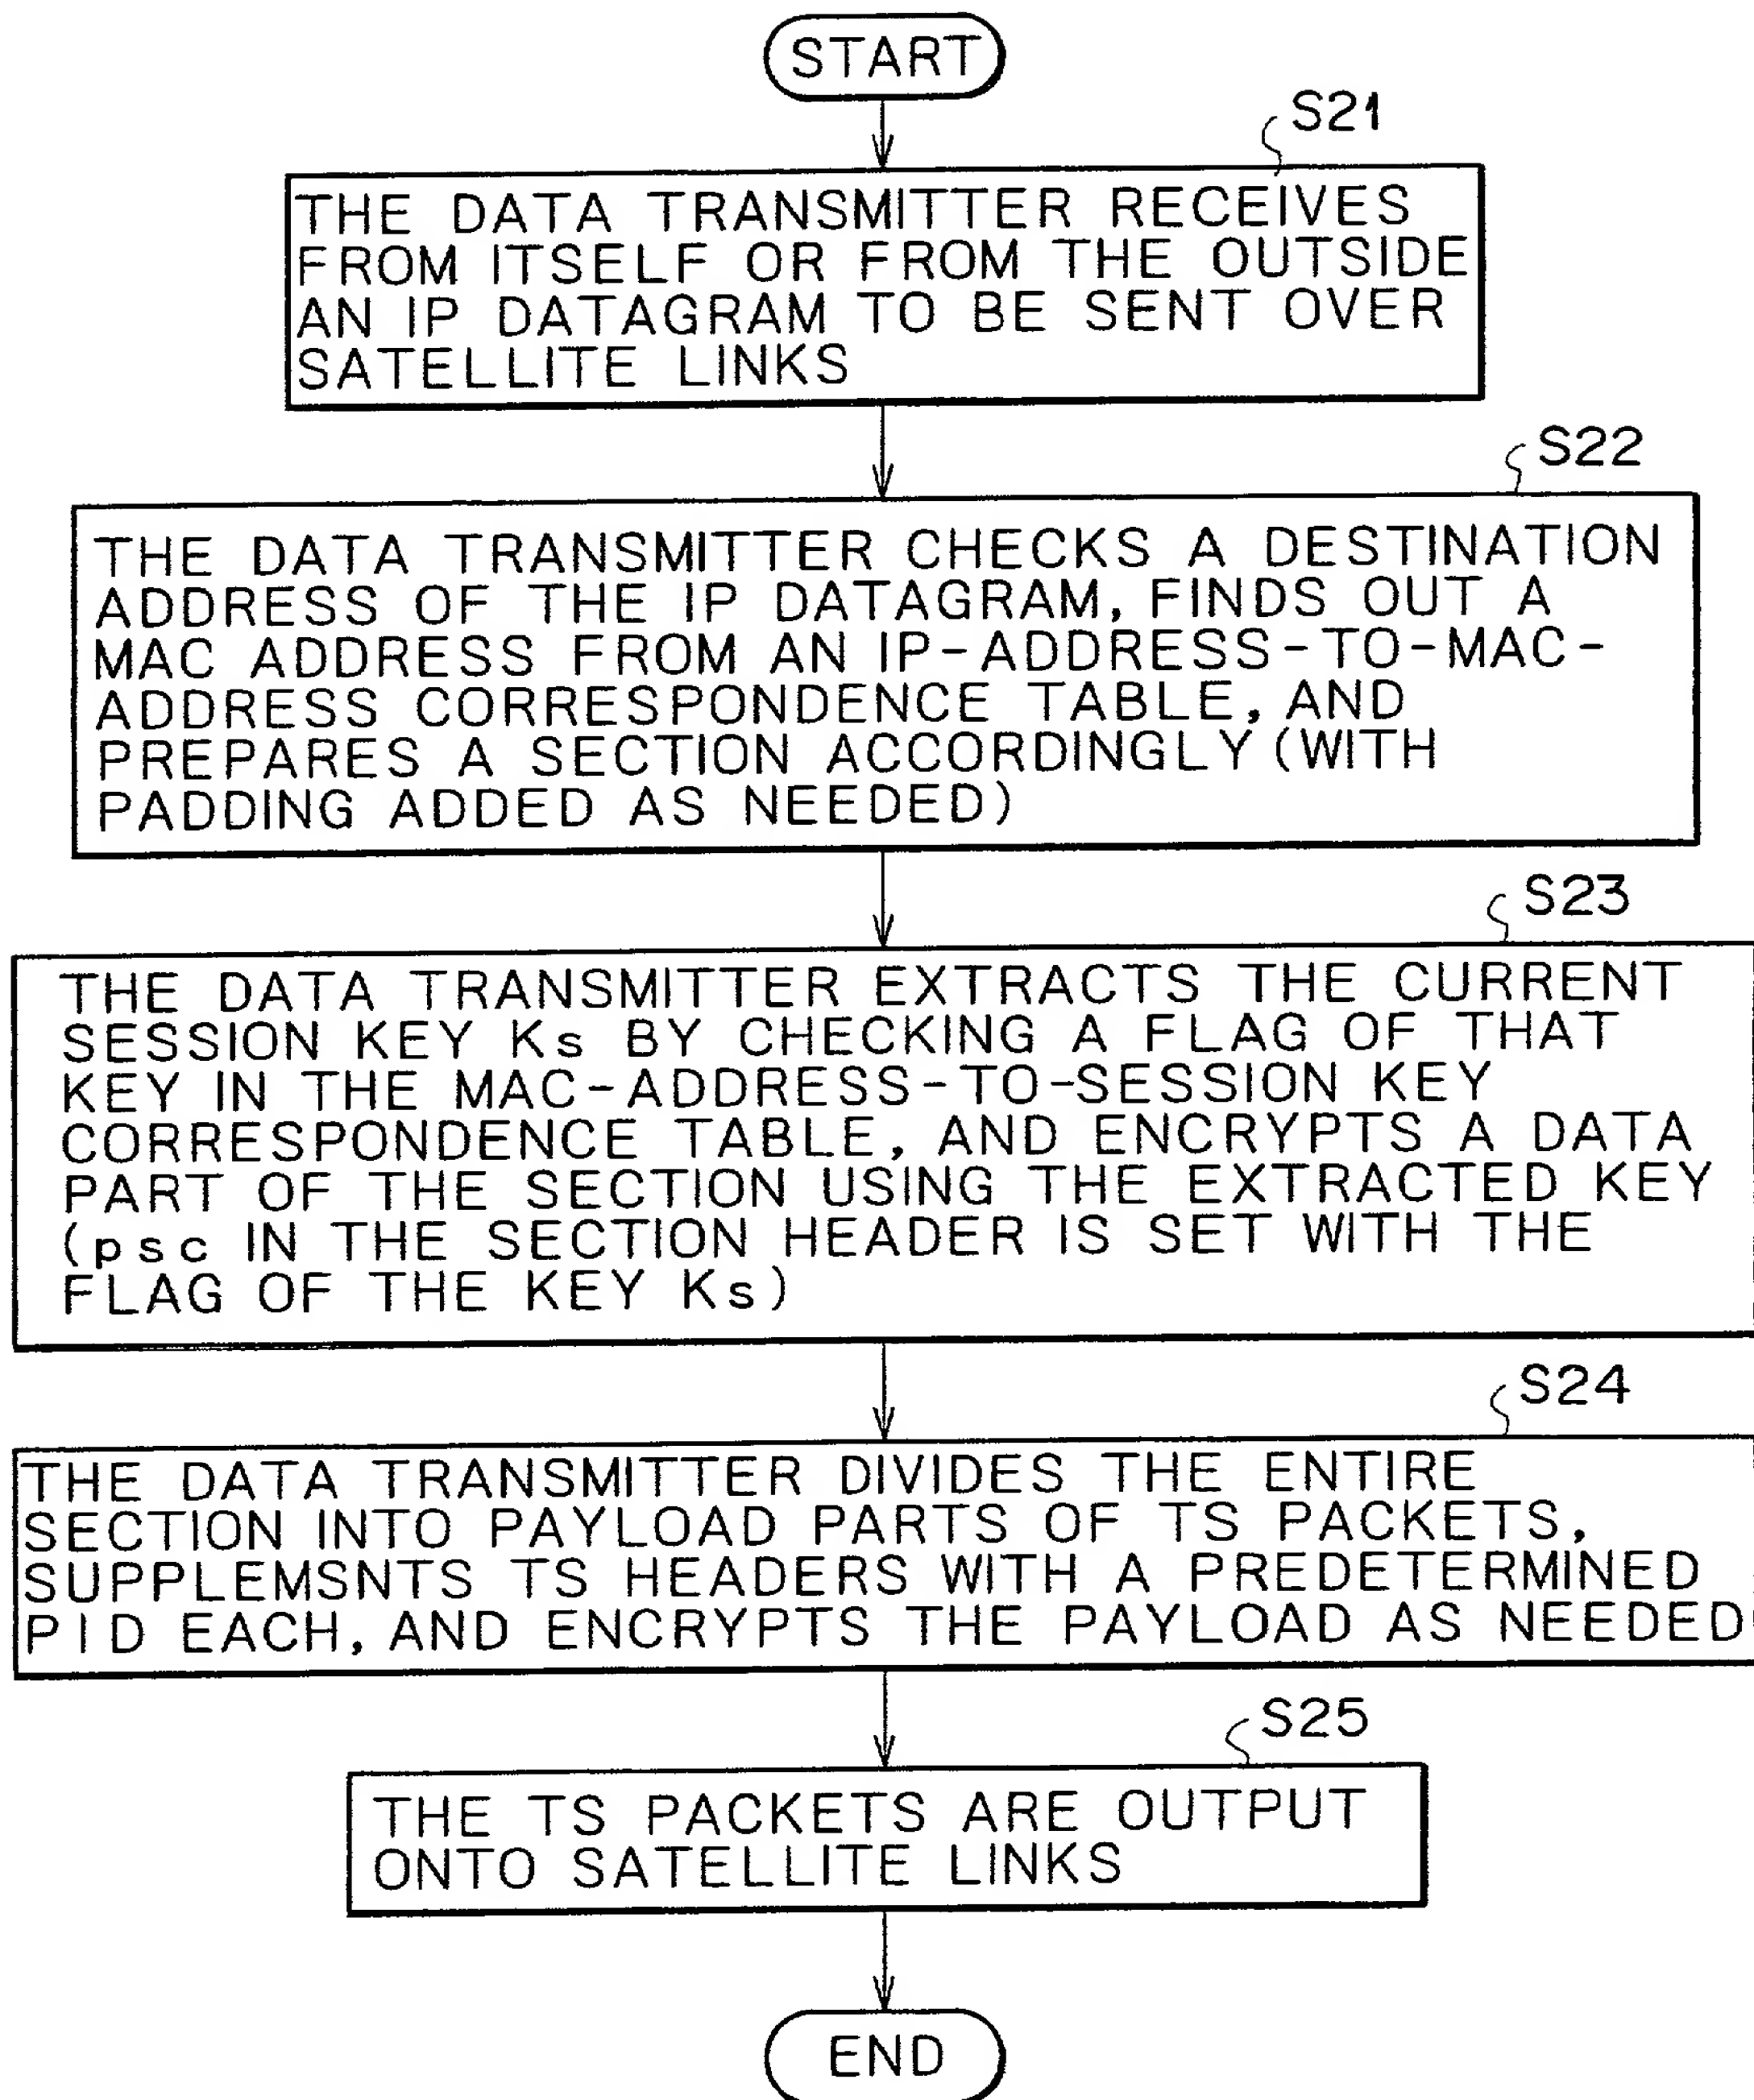 START
S21
THE DATA TRANSMITTER RECEIVES
FROM ITSELF OR FROM THE OUTSIDE
AN IP DATAGRAM TO BE SENT OVER
SATELLITE LINKS
S22
THE DATA TRANSMITTER CHECKS A DESTINATION
ADDRESS OF THE IP DATAGRAM, FINDS OUT A
MAC ADDRESS FROM AN IP-ADDRESS-TO-MAC-
ADDRESS CORRESPONDENCE TABLE, AND
PREPARES A SECTION ACCORDINGLY (WITH
PADDING ADDED AS NEEDED)
S23
THE DATA TRANSMITTER EXTRACTS THE CURRENT
SESSION KEY Ks BY CHECKING A FLAG OF THAT
KEY IN THE MAC-ADDRESS-TO-SESSION KEY
CORRESPONDENCE TABLE, AND ENCRYPTS A DATA
PART OF THE SECTION USING THE EXTRACTED KEY
(psc IN THE SECTION HEADER IS SET WITH THE
FLAG OF THE KEY Ks)
S24
THE DATA TRANSMITTER DIVIDES THE ENTIRE
SECTION INTO PAYLOAD PARTS OF TS PACKETS,
SUPPLEMSNTS TS HEADERS WITH A PREDETERMINED
PID EACH, AND ENCRYPTS THE PAYLOAD AS NEEDED
S25
THE TS PACKETS ARE OUTPUT
ONTO SATELLITE LINKS
END